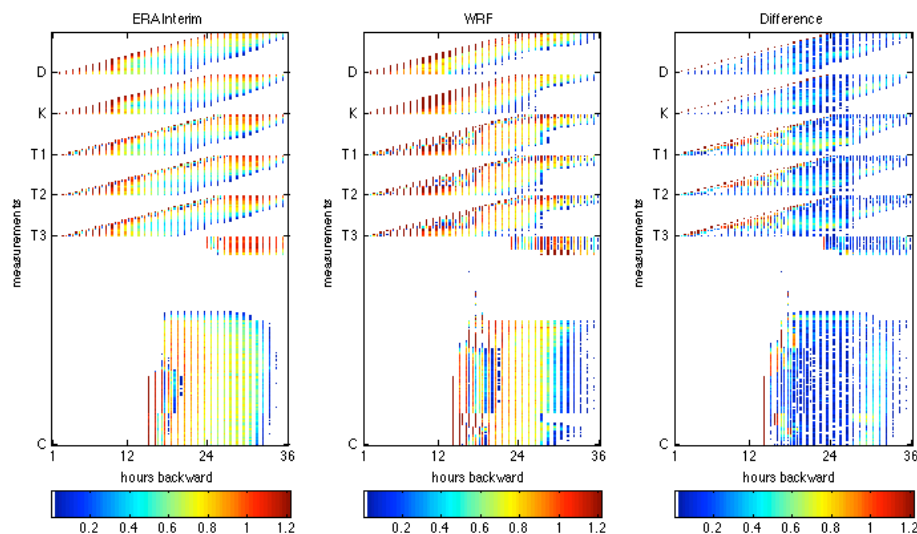 ERAInterim
WRF
Difference
measurements
D
K
T1
T2
T3
C
1 12 24 36
hours backward
0.2 0.4 0.6 0.8 1 1.2
measurements
D
K
T1
T2
T3
C
1 12 24 36
hours backward
0.2 0.4 0.6 0.8 1 1.2
measurements
D
K
T1
T2
T3
C
1 12 24 36
hours backward
0.2 0.4 0.6 0.8 1 1.2